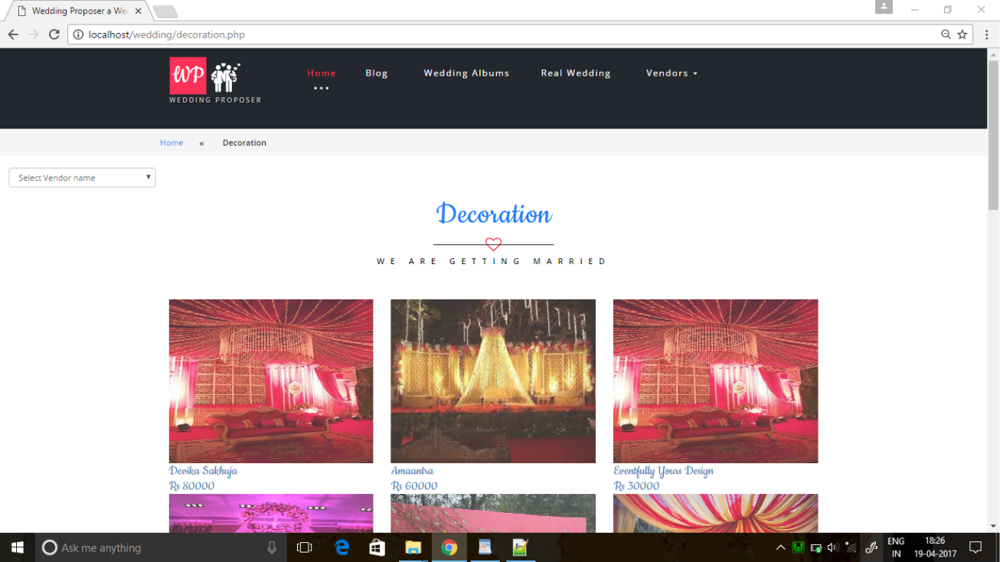 Wedding Proposer a We
localhost/wedding/decoration.php
WP
WEDDING PROPOSER
Home
Blog
Wedding Albums
Real Wedding
Vendors
Home « Decoration
Select Vendor name
Decoration
WE ARE GETTING MARRIED
Devika Sakhuja
Rs 80000
Amaantra
Rs 60000
Eventfully Yours Design
Rs 30000
Ask me anything
ENG
IN
18:26
19-04-2017